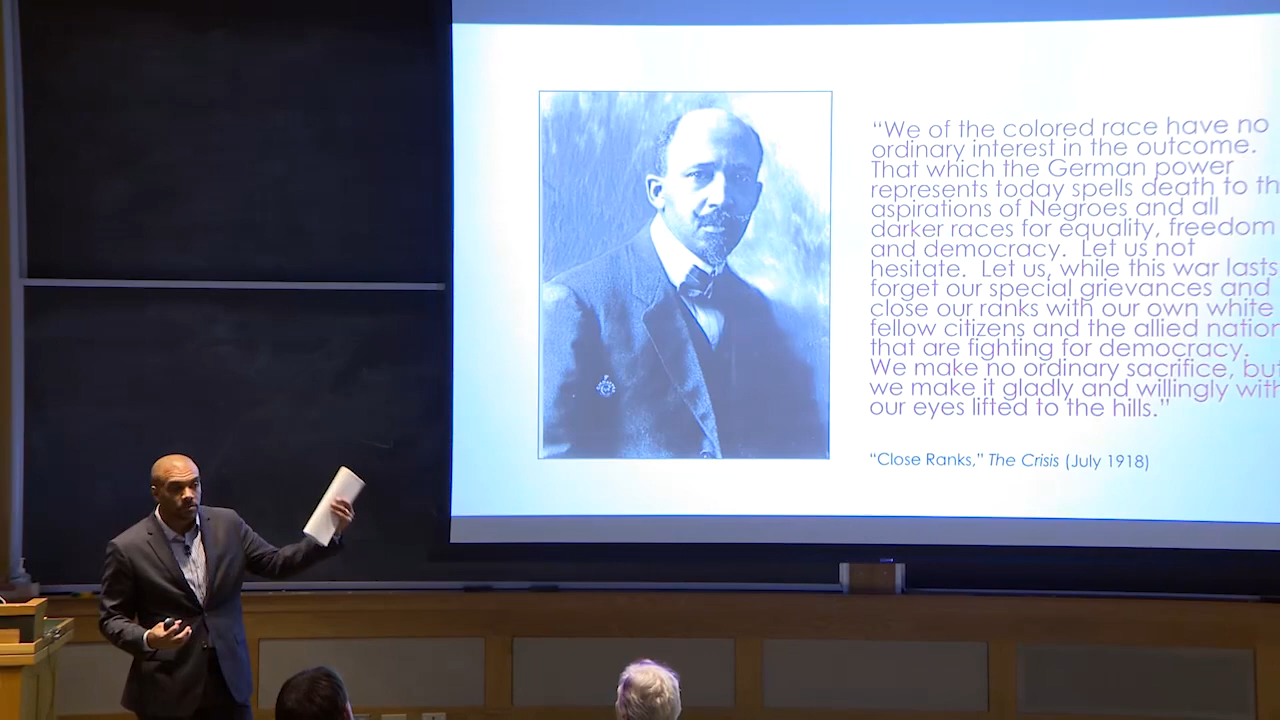 “We of the colored race have no
ordinary interest in the outcome.
That which the German power
represents today spells death to th
aspirations of Negroes and all
darker races for equality, freedom
and democracy.  Let us not
hesitate.  Let us, while this war lasts,
forget our special grievances and
close our ranks with our own white
fellow citizens and the allied nation
that are fighting for democracy.
We make no ordinary sacrifice, but
we make it gladly and willingly with
our eyes lifted to the hills.”
“Close Ranks,” The Crisis (July 1918)